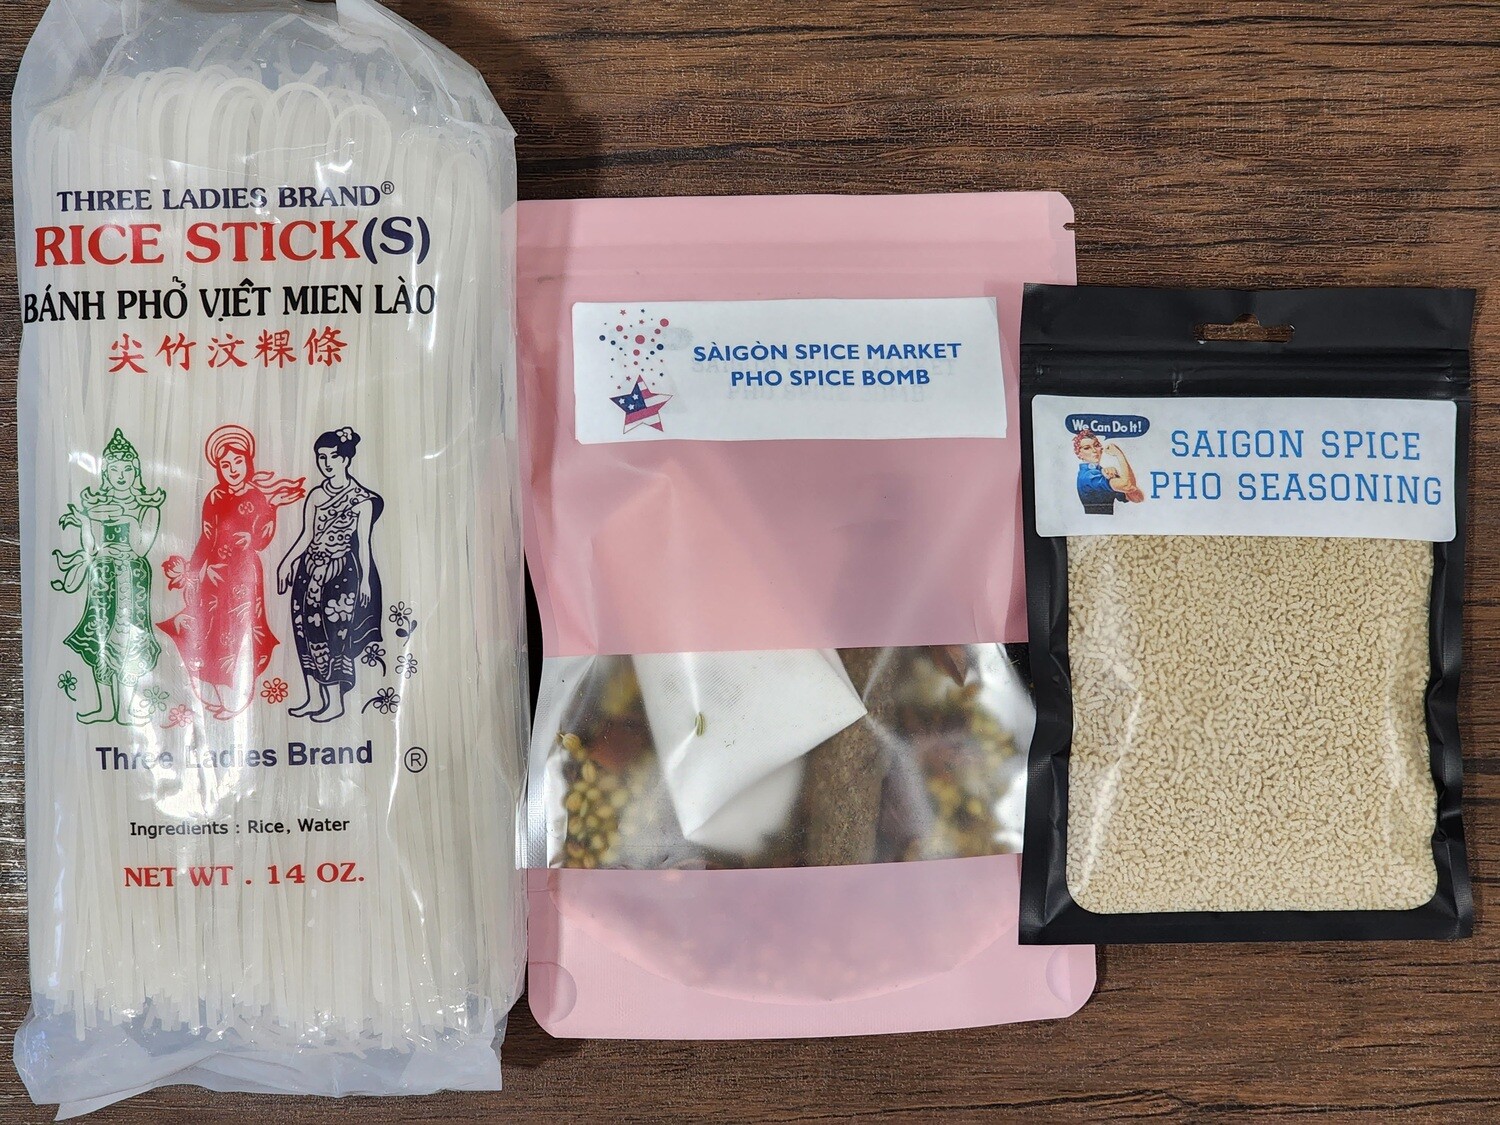 THREE LADIES BRAND®
RICE STICK(S)
BÁNH PHỞ VIỆT MIEN LÀO
尖竹汶粿條
Three Ladies Brand ®
Ingredients : Rice, Water
NET WT . 14 OZ.
SÀIGÒN SPICE MARKET
PHO SPICE BOMB
We Can Do It!
SAIGON SPICE
PHO SEASONING